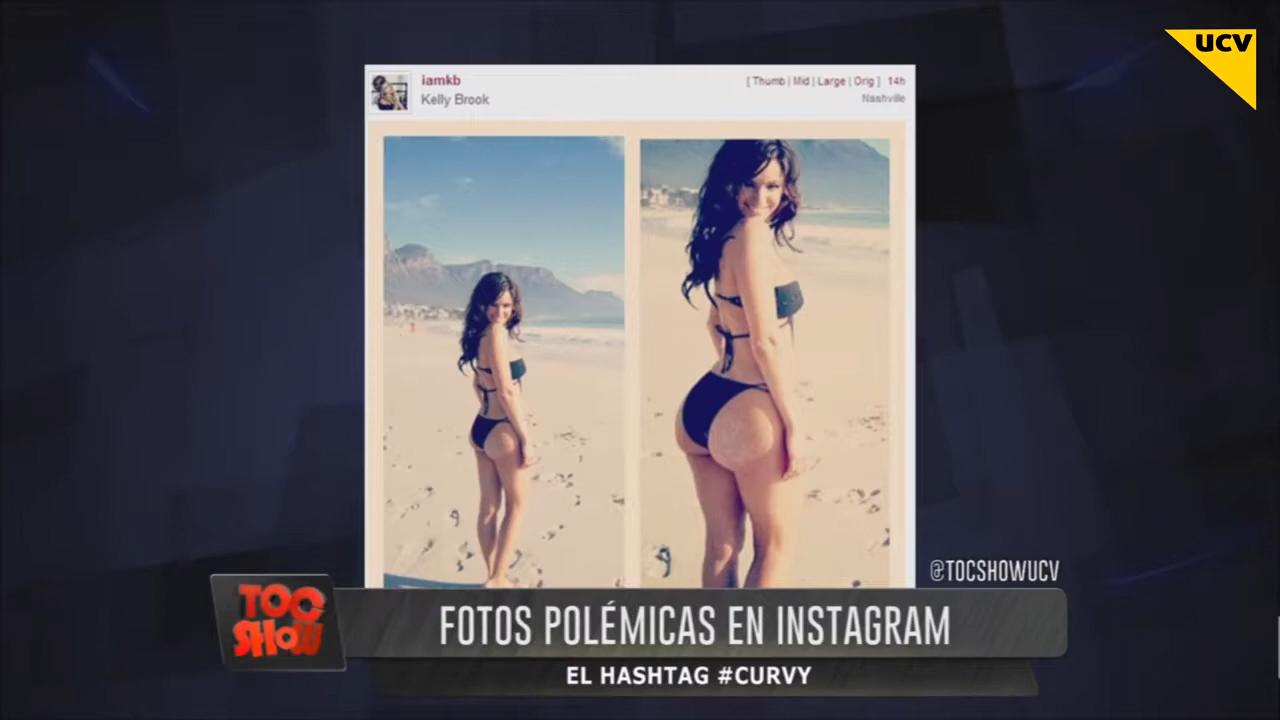 UCV
iamkb
[ Thumb | Mid | Large | Orig ] 14h
Kelly Brook
Nashville
@TOCSHOWUCV
TOC
SHOW
FOTOS POLÉMICAS EN INSTAGRAM
EL HASHTAG #CURVY